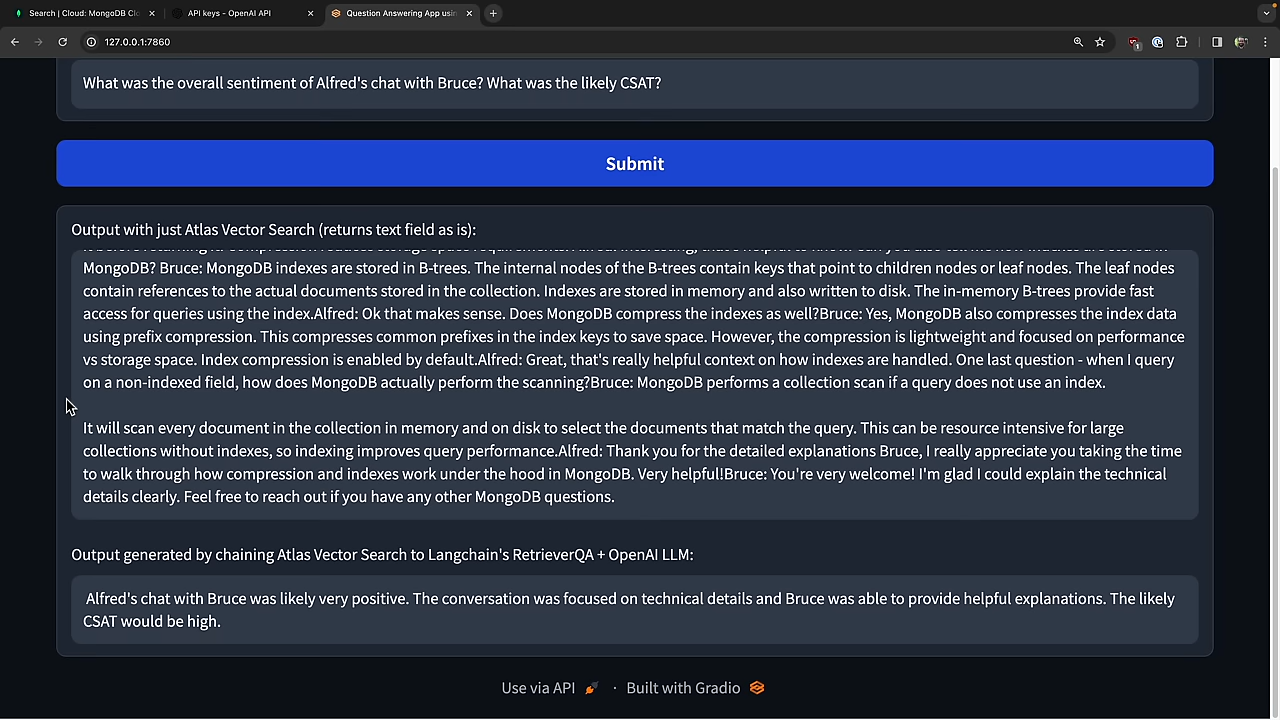 Search | Cloud: MongoDB Clo
API keys - OpenAI API
Question Answering App usin
127.0.0.1:7860
1
What was the overall sentiment of Alfred's chat with Bruce? What was the likely CSAT?
Submit
Output with just Atlas Vector Search (returns text field as is):
MongoDB? Bruce: MongoDB indexes are stored in B-trees. The internal nodes of the B-trees contain keys that point to children nodes or leaf nodes. The leaf nodes
contain references to the actual documents stored in the collection. Indexes are stored in memory and also written to disk. The in-memory B-trees provide fast
access for queries using the index.Alfred: Ok that makes sense. Does MongoDB compress the indexes as well?Bruce: Yes, MongoDB also compresses the index data
using prefix compression. This compresses common prefixes in the index keys to save space. However, the compression is lightweight and focused on performance
vs storage space. Index compression is enabled by default.Alfred: Great, that's really helpful context on how indexes are handled. One last question - when I query
on a non-indexed field, how does MongoDB actually perform the scanning?Bruce: MongoDB performs a collection scan if a query does not use an index.
It will scan every document in the collection in memory and on disk to select the documents that match the query. This can be resource intensive for large
collections without indexes, so indexing improves query performance.Alfred: Thank you for the detailed explanations Bruce, I really appreciate you taking the time
to walk through how compression and indexes work under the hood in MongoDB. Very helpful!Bruce: You're very welcome! I'm glad I could explain the technical
details clearly. Feel free to reach out if you have any other MongoDB questions.
Output generated by chaining Atlas Vector Search to Langchain's RetrieverQA + OpenAI LLM:
Alfred's chat with Bruce was likely very positive. The conversation was focused on technical details and Bruce was able to provide helpful explanations. The likely
CSAT would be high.
Use via API · Built with Gradio